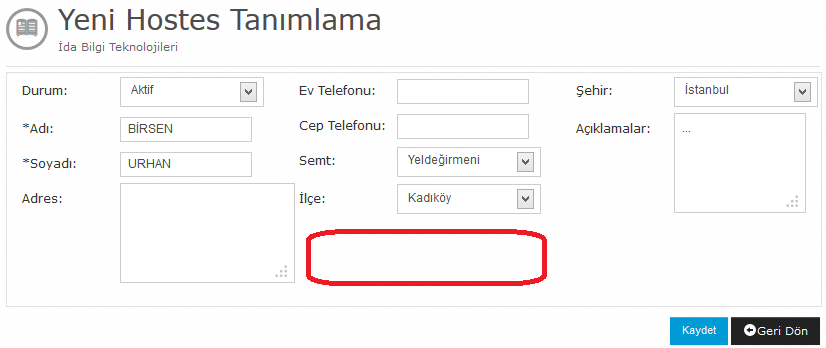 Yeni Hostes Tanımlama
İda Bilgi Teknolojileri
Durum: Aktif
*Adı: BİRSEN
*Soyadı: URHAN
Adres:
Ev Telefonu:
Cep Telefonu:
Semt: Yeldeğirmeni
İlçe: Kadıköy
Şehir: İstanbul
Açıklamalar: ...
Kaydet Geri Dön